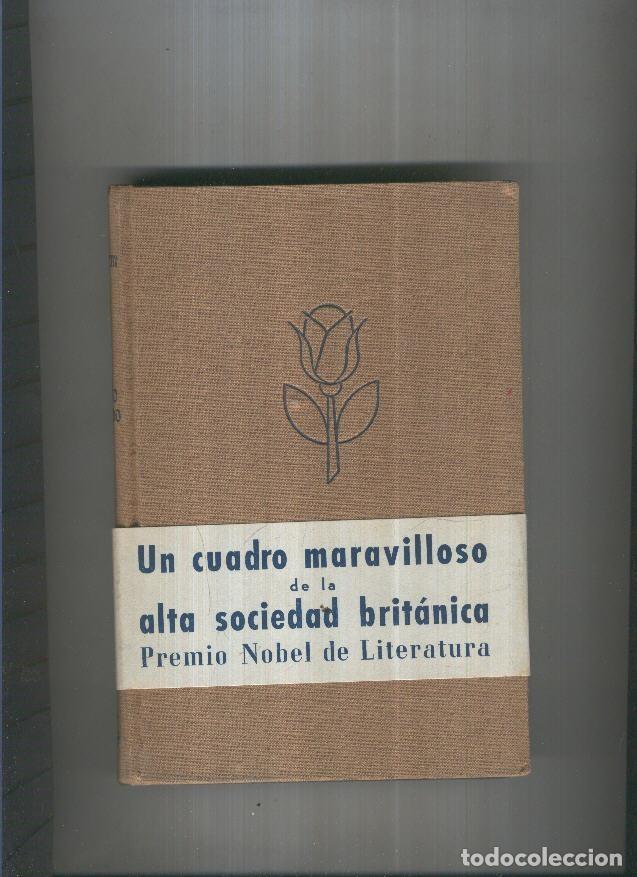 Un cuadro maravilloso
de la
alta sociedad británica
Premio Nobel de Literatura
todocoleccion